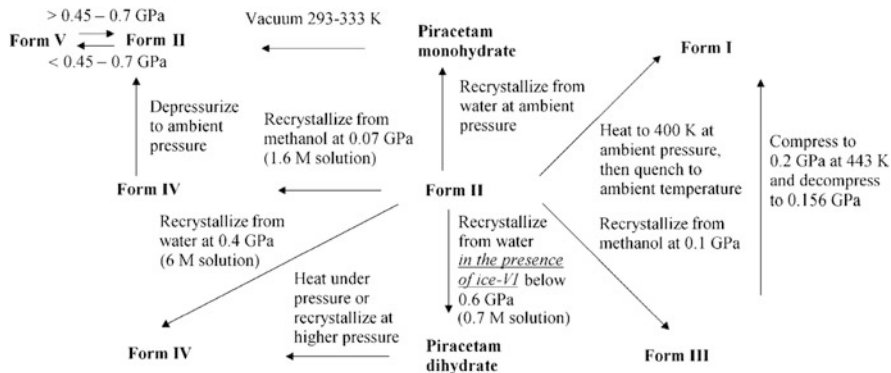 > 0.45 – 0.7 GPa
Form V
Form II
< 0.45 – 0.7 GPa
Vacuum 293-333 K
Piracetam
monohydrate
Form I
Depressurize
to ambient
pressure
Recrystallize from
methanol at 0.07 GPa
(1.6 M solution)
Recrystallize from
water at ambient
pressure
Heat to 400 K at
ambient pressure,
then quench to
ambient temperature
Compress to
0.2 GPa at 443 K
and decompress
to 0.156 GPa
Form IV
Form II
Recrystallize from
water at 0.4 GPa
(6 M solution)
Recrystallize
from water
in the presence
of ice-VI below
0.6 GPa
(0.7 M solution)
Recrystallize from
methanol at 0.1 GPa
Heat under
pressure or
recrystallize at
higher pressure
Form IV
Piracetam
dihydrate
Form III